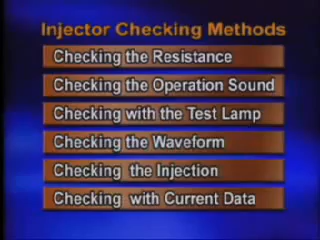 Injector Checking Methods
Checking the Resistance
Checking the Operation Sound
Checking with the Test Lamp
Checking the Waveform
Checking the Injection
Checking with Current Data